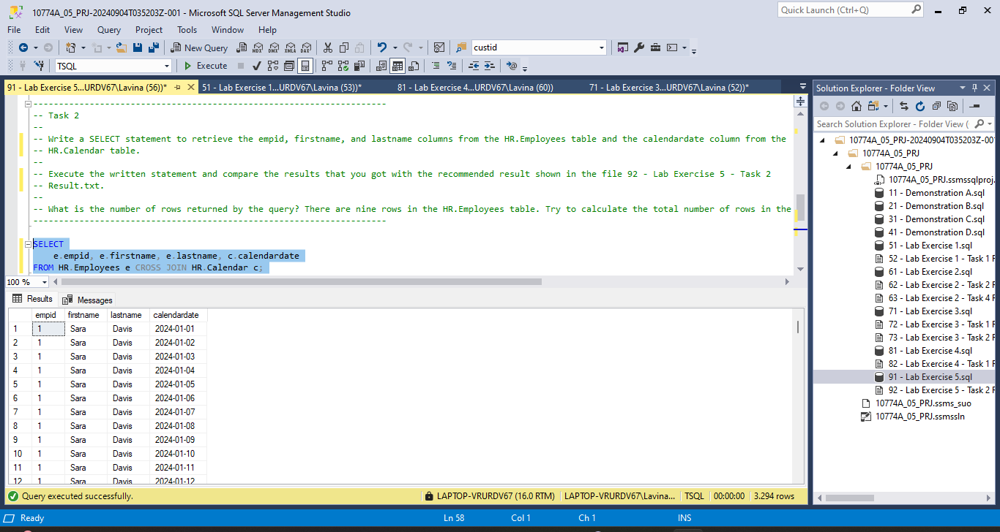 10774A_05_PRJ-20240904T035203Z-001 - Microsoft SQL Server Management Studio
Quick Launch (Ctrl+Q)
File Edit View Query Project Tools Window Help
New Query MDX DMX XMLA DAX custid
TSQL Execute
91 - Lab Exercise 5...URDV67\Lavina (56))* 51 - Lab Exercise 1...URDV67\Lavina (53))* 81 - Lab Exercise 4...URDV67\Lavina (60)) 71 - Lab Exercise 3...URDV67\Lavina (52))*
---------------------------------------------------------------------
-- Task 2
--
-- Write a SELECT statement to retrieve the empid, firstname, and lastname columns from the HR.Employees table and the calendardate column from the
-- HR.Calendar table.
--
-- Execute the written statement and compare the results that you got with the recommended result shown in the file 92 - Lab Exercise 5 - Task 2
-- Result.txt.
--
-- What is the number of rows returned by the query? There are nine rows in the HR.Employees table. Try to calculate the total number of rows in the
---------------------------------------------------------------------
SELECT
e.empid, e.firstname, e.lastname, c.calendardate
FROM HR.Employees e CROSS JOIN HR.Calendar c;
100 %
Results Messages
empid firstname lastname calendardate
1 1 Sara Davis 2024-01-01
2 1 Sara Davis 2024-01-02
3 1 Sara Davis 2024-01-03
4 1 Sara Davis 2024-01-04
5 1 Sara Davis 2024-01-05
6 1 Sara Davis 2024-01-06
7 1 Sara Davis 2024-01-07
8 1 Sara Davis 2024-01-08
9 1 Sara Davis 2024-01-09
10 1 Sara Davis 2024-01-10
11 1 Sara Davis 2024-01-11
12 1 Sara Davis 2024-01-12
Query executed successfully. LAPTOP-VRURDV67 (16.0 RTM) LAPTOP-VRURDV67\Lavina... TSQL 00:00:00 3.294 rows
Solution Explorer - Folder View
Search Solution Explorer - Folder View (
10774A_05_PRJ-20240904T035203Z-00
10774A_05_PRJ
10774A_05_PRJ
10774A_05_PRJ.ssmssqlproj.
11 - Demonstration A.sql
21 - Demonstration B.sql
31 - Demonstration C.sql
41 - Demonstration D.sql
51 - Lab Exercise 1.sql
52 - Lab Exercise 1 - Task 1
61 - Lab Exercise 2.sql
62 - Lab Exercise 2 - Task 2
63 - Lab Exercise 2 - Task 4
71 - Lab Exercise 3.sql
72 - Lab Exercise 3 - Task 1
73 - Lab Exercise 3 - Task 2
81 - Lab Exercise 4.sql
82 - Lab Exercise 4 - Task 1
91 - Lab Exercise 5.sql
92 - Lab Exercise 5 - Task 2
10774A_05_PRJ.ssms_suo
10774A_05_PRJ.ssmssln
Ready Ln 58 Col 1 Ch 1 INS